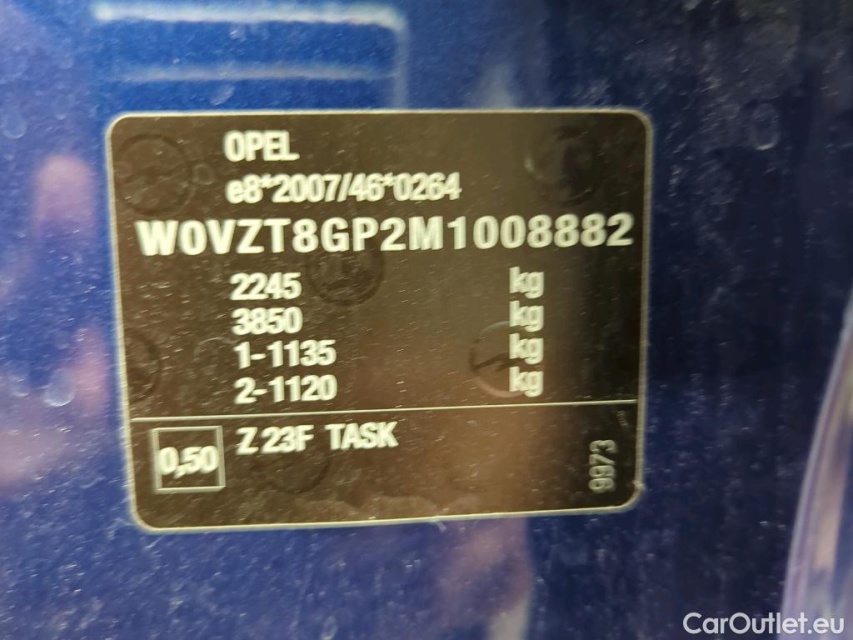 OPEL
e8*2007/46*0264
W0VZT8GP2M1008882
2245 kg
3850 kg
1-1135 kg
2-1120 kg
0,50 Z 23F TASK
9973
CarOutlet.eu